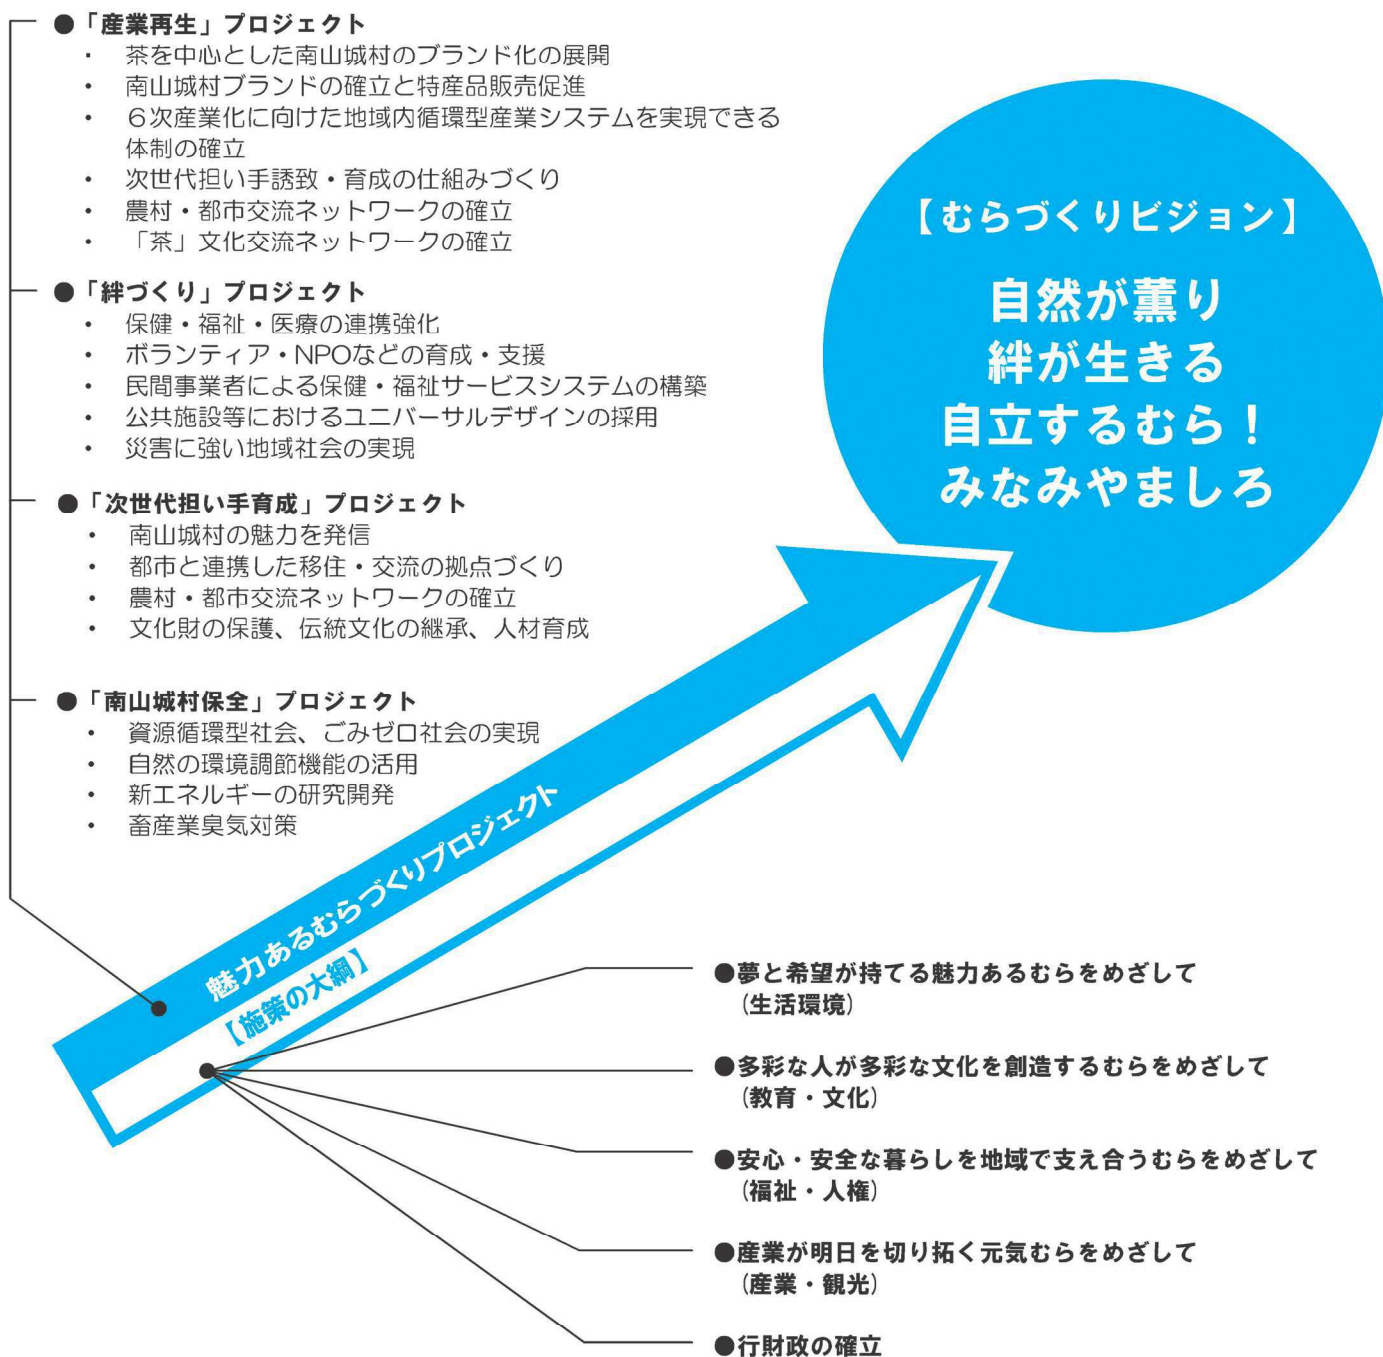 ●「産業再生」プロジェクト
・ 茶を中心とした南山城村のブランド化の展開
・ 南山城村ブランドの確立と特産品販売促進
・ 6次産業化に向けた地域内循環型産業システムを実現できる
体制の確立
・ 次世代担い手誘致・育成の仕組みづくり
・ 農村・都市交流ネットワークの確立
・ 「茶」文化交流ネットワークの確立
●「絆づくり」プロジェクト
・ 保健・福祉・医療の連携強化
・ ボランティア・NPOなどの育成・支援
・ 民間事業者による保健・福祉サービスシステムの構築
・ 公共施設等におけるユニバーサルデザインの採用
・ 災害に強い地域社会の実現
●「次世代担い手育成」プロジェクト
・ 南山城村の魅力を発信
・ 都市と連携した移住・交流の拠点づくり
・ 農村・都市交流ネットワークの確立
・ 文化財の保護、伝統文化の継承、人材育成
●「南山城村保全」プロジェクト
・ 資源循環型社会、ごみゼロ社会の実現
・ 自然の環境調節機能の活用
・ 新エネルギーの研究開発
・ 畜産業臭気対策
【むらづくりビジョン】
自然が薫り
絆が生きる
自立するむら！
みなみやましろ
魅力あるむらづくりプロジェクト
【施策の大綱】
●夢と希望が持てる魅力あるむらをめざして
(生活環境)
●多彩な人が多彩な文化を創造するむらをめざして
(教育・文化)
●安心・安全な暮らしを地域で支え合うむらをめざして
(福祉・人権)
●産業が明日を切り拓く元気むらをめざして
(産業・観光)
●行財政の確立